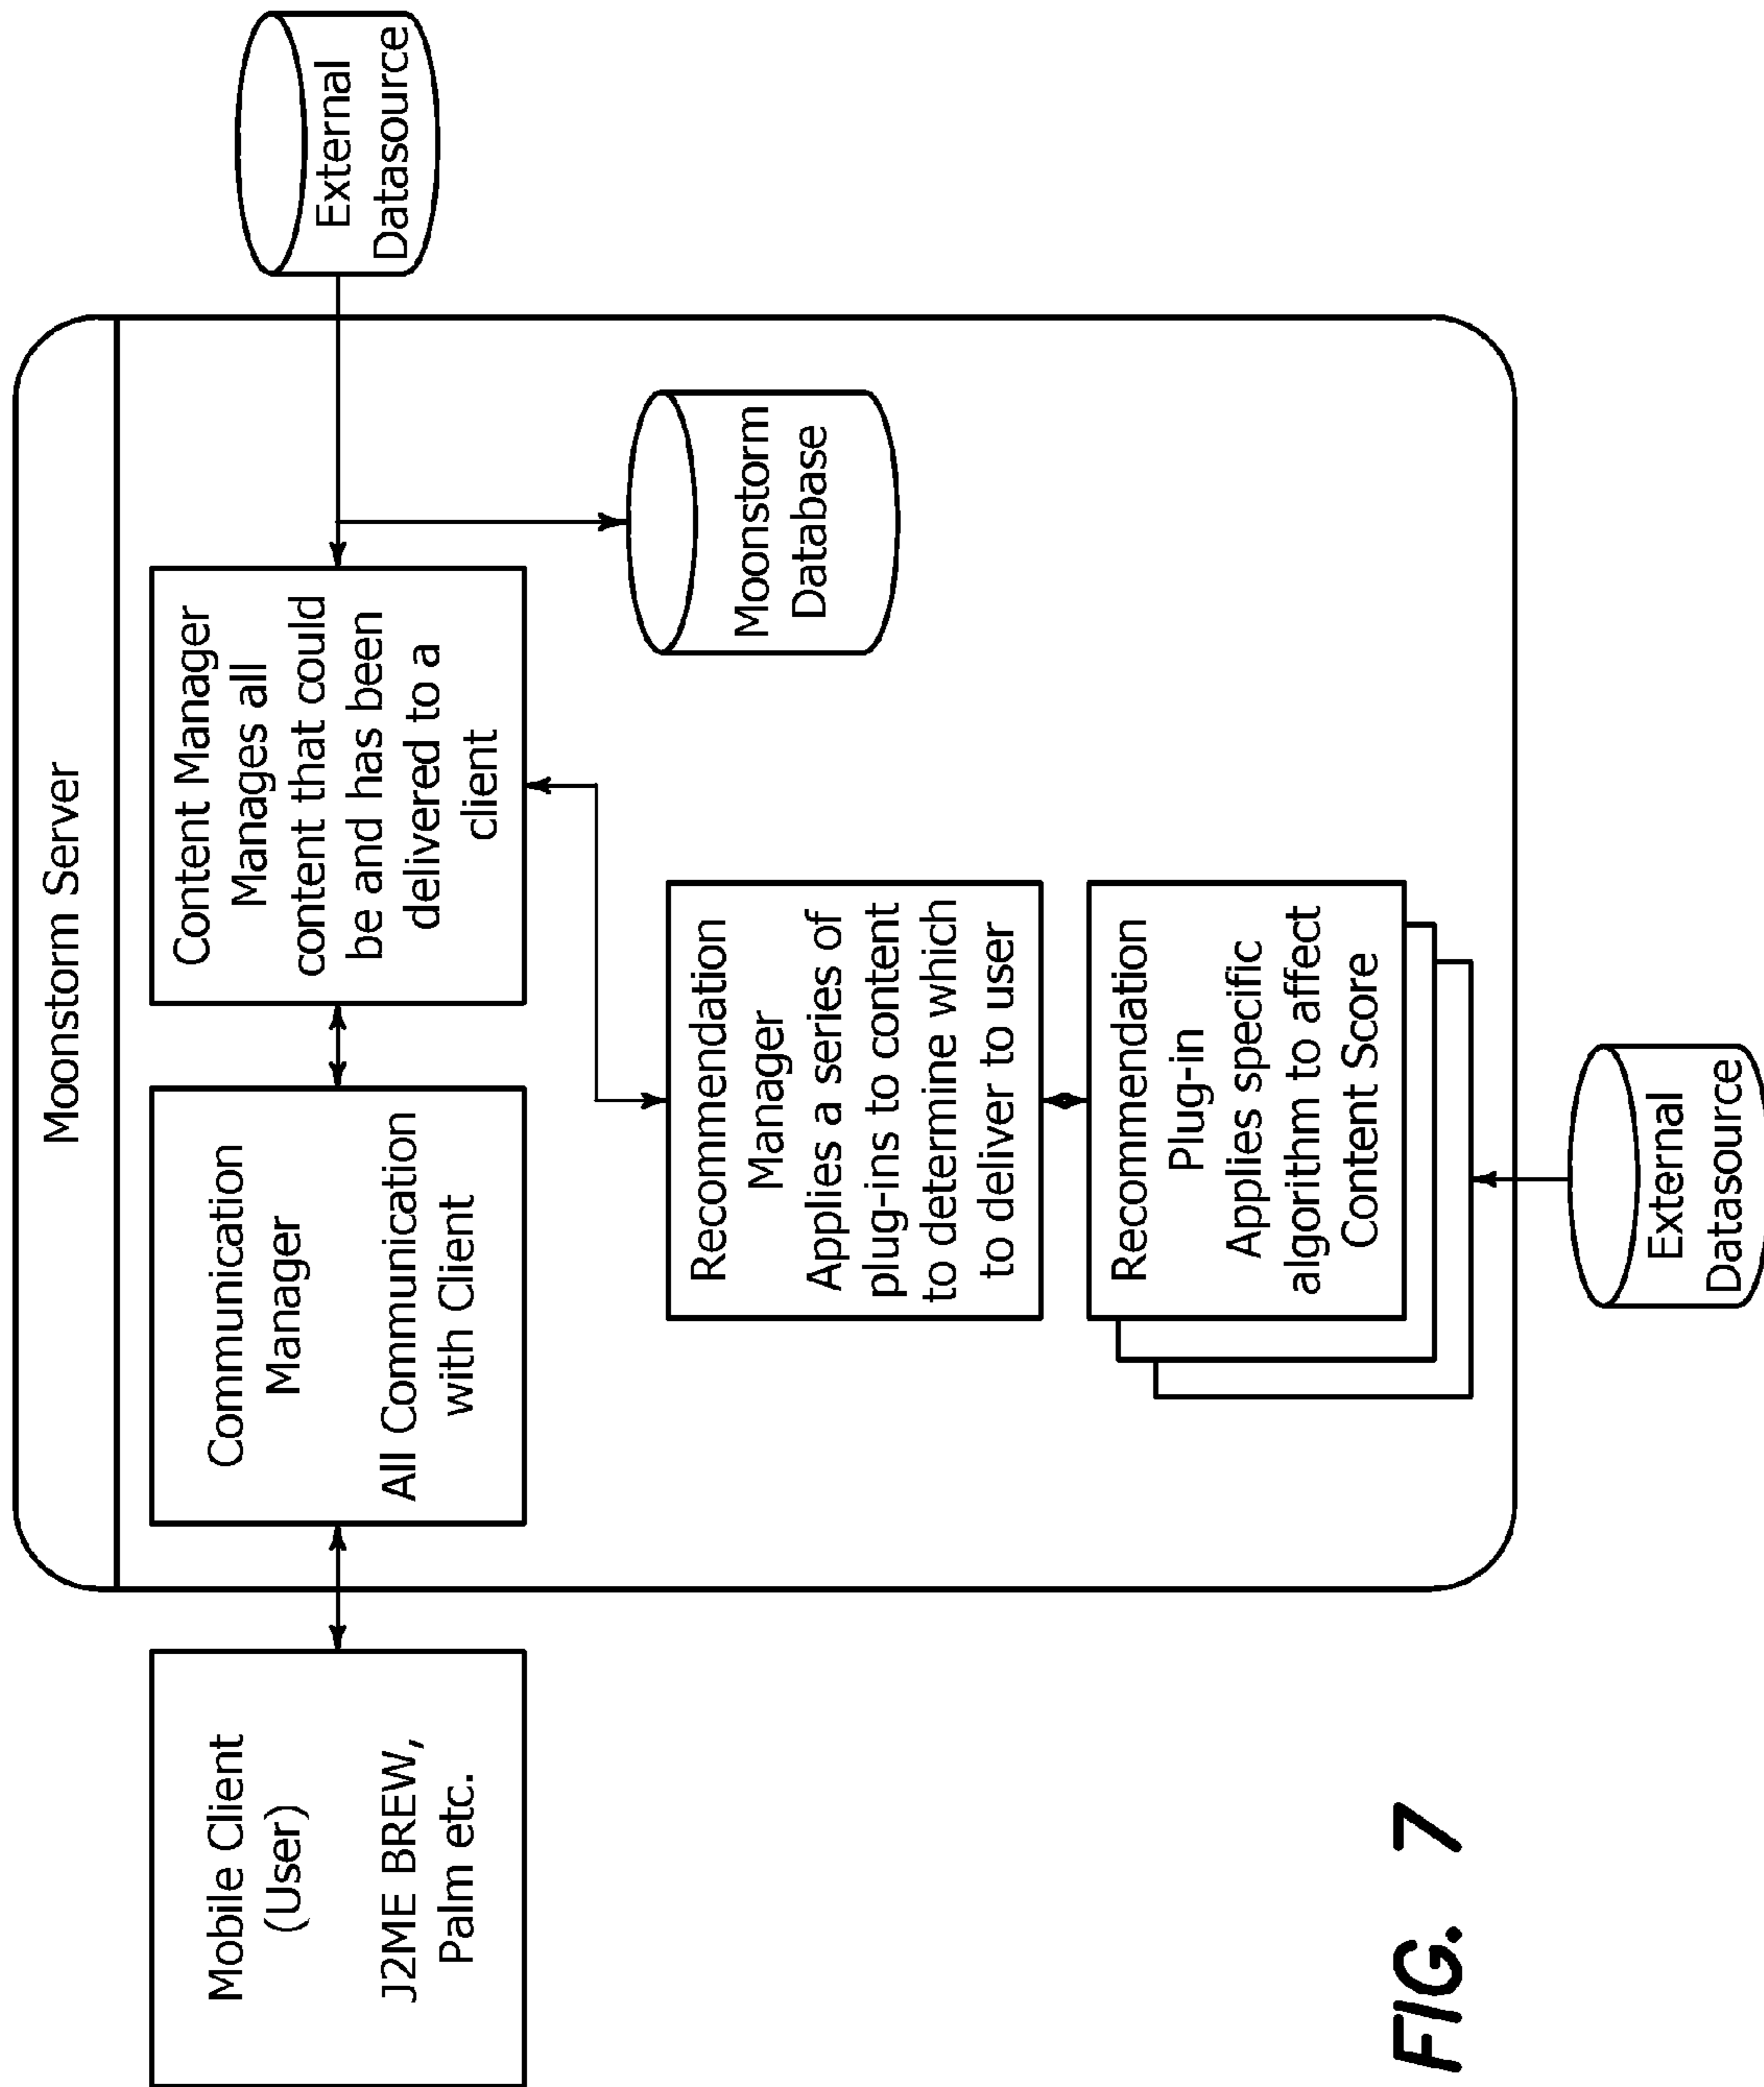 Moonstorm Server
Mobile Client
(User)
J2ME BREW,
Palm etc.
Communication
Manager
All Communication
with Client
Content Manager
Manages all
content that could
be and has been
delivered to a
client
External
Datasource
Moonstorm
Database
Recommendation
Manager
Applies a series of
plug-ins to content
to determine which
to deliver to user
Recommendation
Plug-in
Applies specific
algorithm to affect
Content Score
External
Datasource
FIG. 7